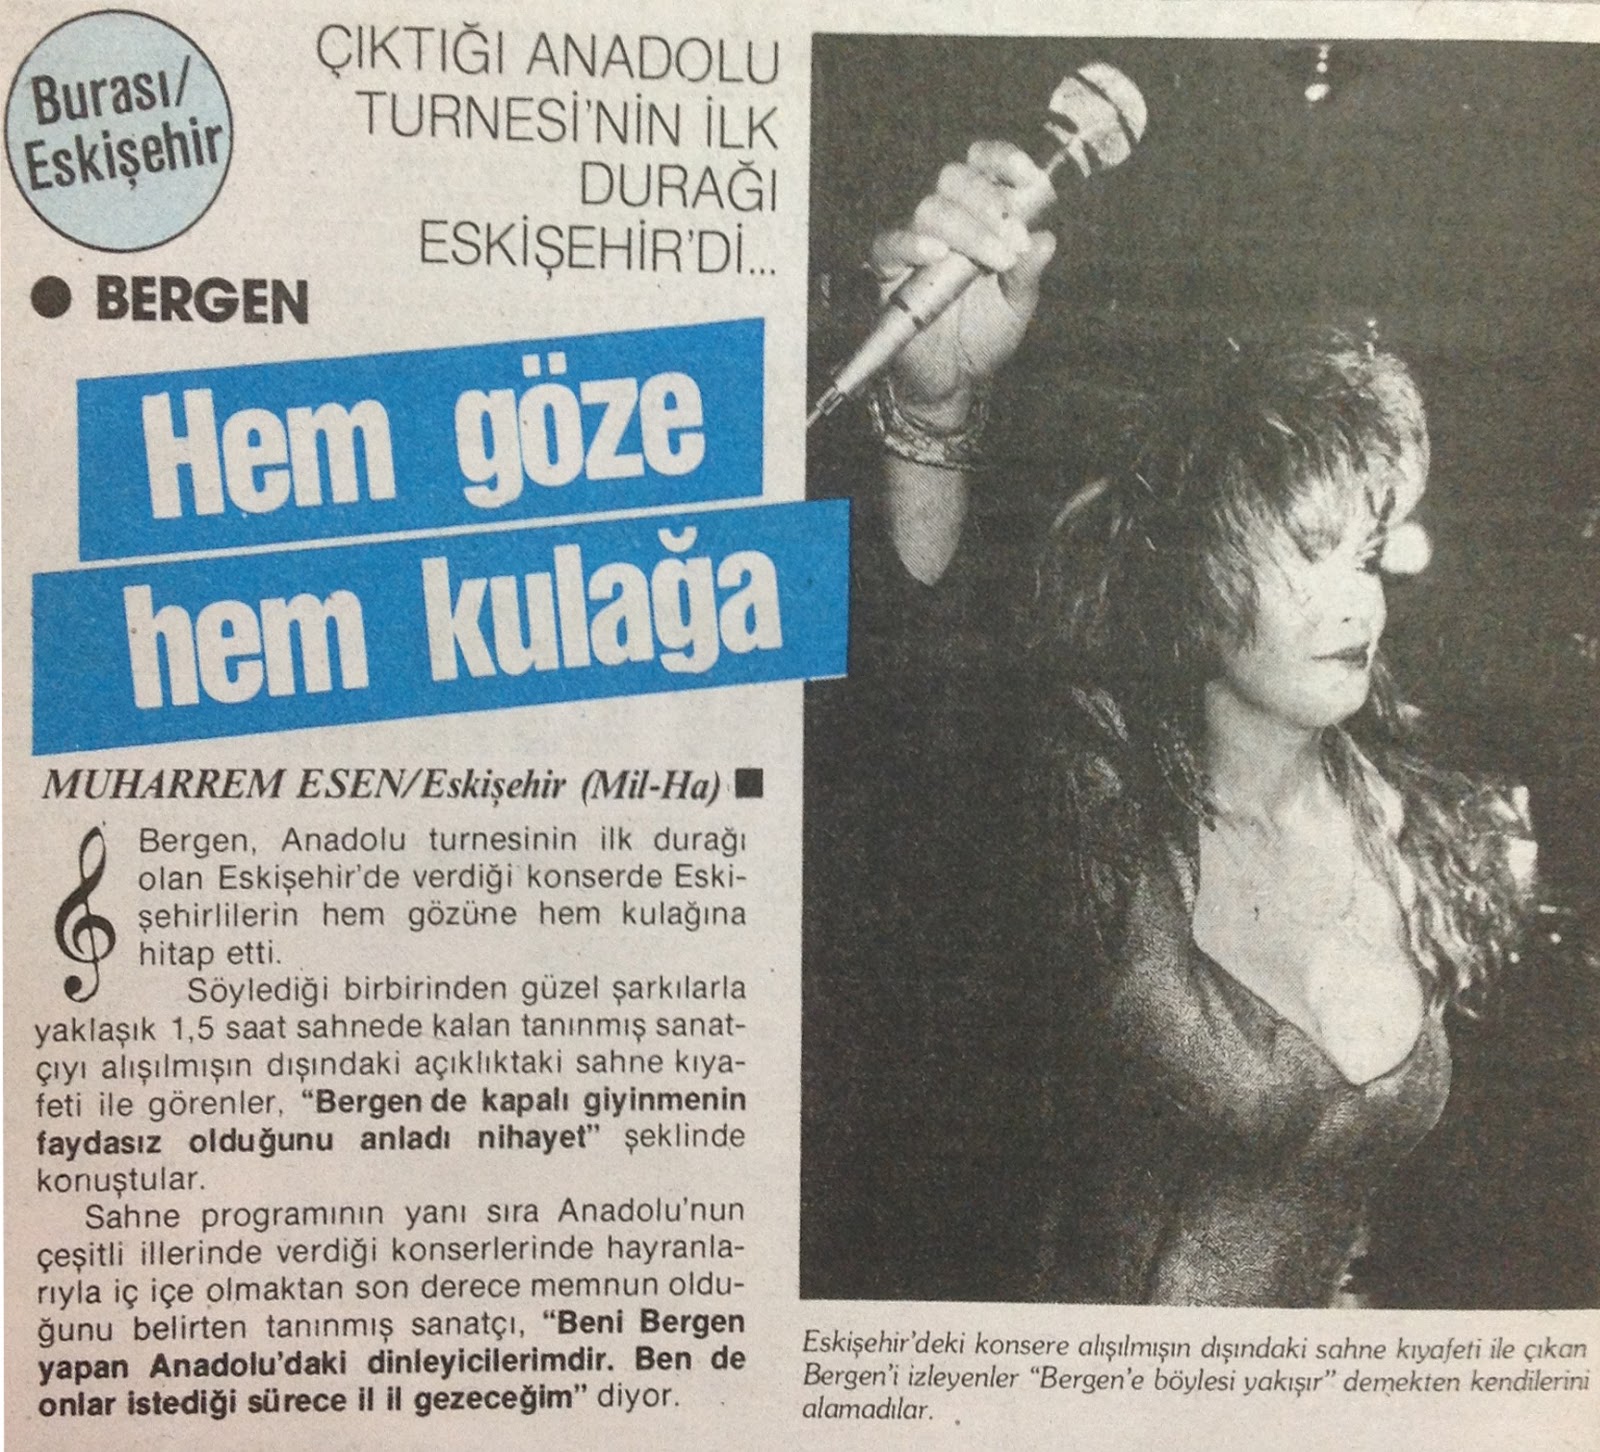 Burası/
Eskişehir
ÇIKTIĞI ANADOLU
TURNESİ'NİN İLK
DURAĞI
ESKİŞEHİR'Dİ...
● BERGEN
Hem göze
hem kulağa
MUHARREM ESEN/Eskişehir (Mil-Ha) ■
Bergen, Anadolu turnesinin ilk durağı
olan Eskişehir'de verdiği konserde Eski-
şehirlilerin hem gözüne hem kulağına
hitap etti.
Söylediği birbirinden güzel şarkılarla
yaklaşık 1,5 saat sahnede kalan tanınmış sanat-
çıyı alışılmışın dışındaki açıklıktaki sahne kıya-
feti ile görenler, “Bergen de kapalı giyinmenin
faydasız olduğunu anladı nihayet” şeklinde
konuştular.
Sahne programının yanı sıra Anadolu'nun
çeşitli illerinde verdiği konserlerinde hayranla-
rıyla iç içe olmaktan son derece memnun oldu-
ğunu belirten tanınmış sanatçı, “Beni Bergen
yapan Anadolu'daki dinleyicilerimdir. Ben de
onlar istediği sürece il il gezeceğim” diyor.
Eskişehir'deki konsere alışılmışın dışındaki sahne kıyafeti ile çıkan
Bergen'i izleyenler “Bergen'e böylesi yakışır” demekten kendilerini
alamadılar.